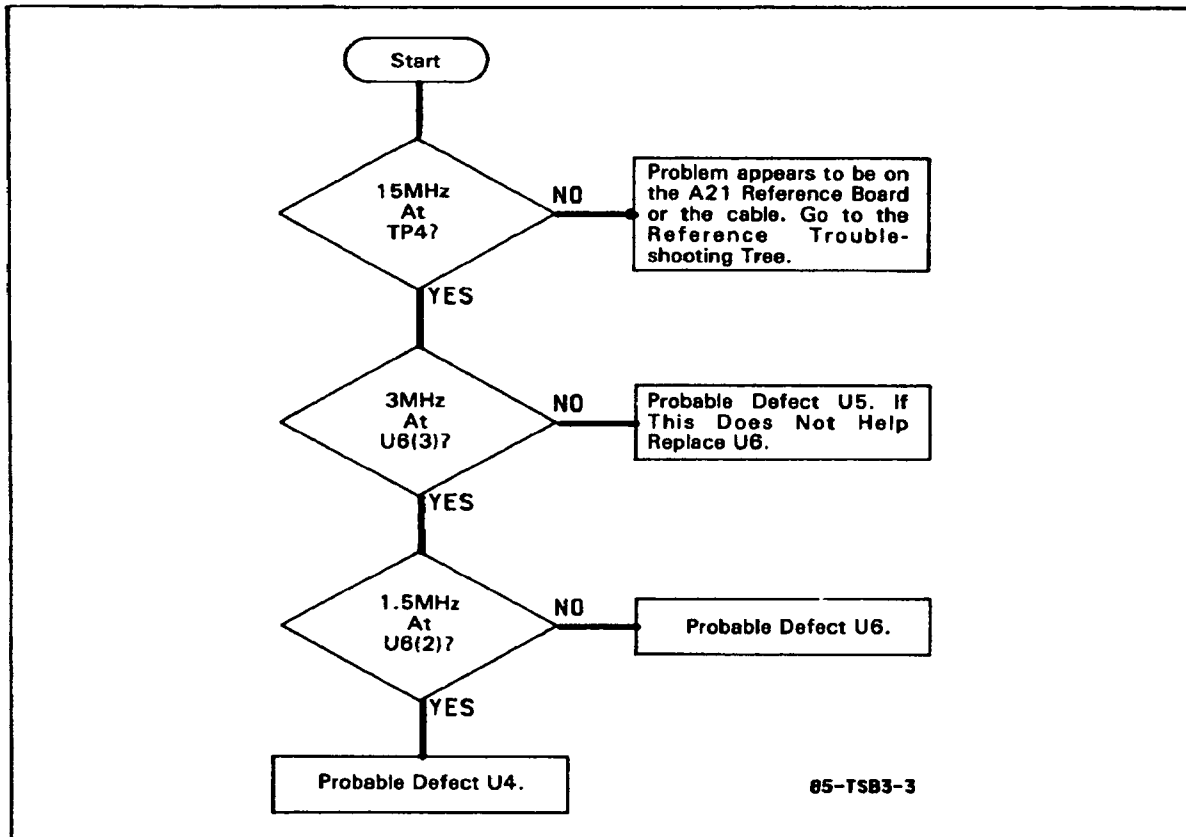 Start
15MHz
At
TP4?
NO
Problem appears to be on
the A21 Reference Board
or the cable. Go to the
Reference Trouble-
shooting Tree.
YES
3MHz
At
U6(3)?
NO
Probable Defect U5. If
This Does Not Help
Replace U6.
YES
1.5MHz
At
U6(2)?
NO
Probable Defect U6.
YES
Probable Defect U4.
85-TSB3-3